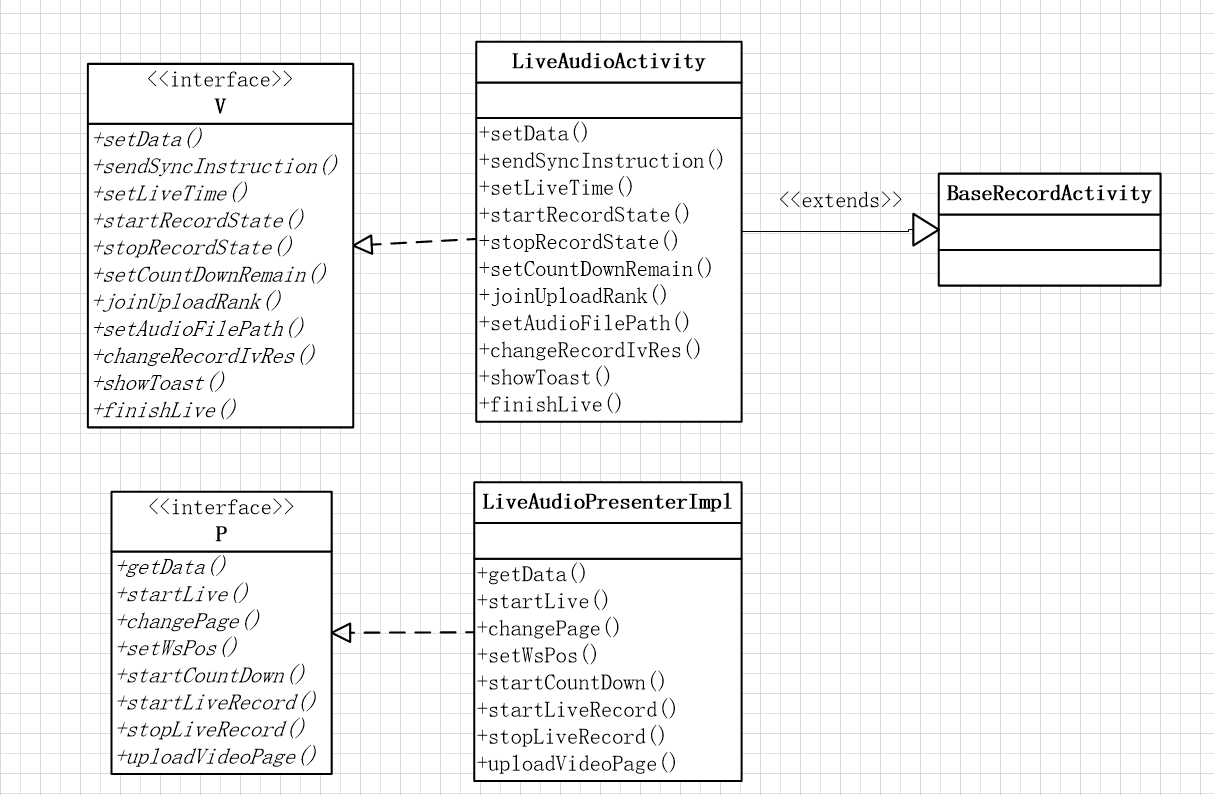 <<interface>>
V
+setData()
+sendSyncInstruction()
+setLiveTime()
+startRecordState()
+stopRecordState()
+setCountDownRemain()
+joinUploadRank()
+setAudioFilePath()
+changeRecordIvRes()
+showToast()
+finishLive()
LiveAudioActivity
+setData()
+sendSyncInstruction()
+setLiveTime()
+startRecordState()
+stopRecordState()
+setCountDownRemain()
+joinUploadRank()
+setAudioFilePath()
+changeRecordIvRes()
+showToast()
+finishLive()
<<extends>>
BaseRecordActivity
<<interface>>
P
+getData()
+startLive()
+changePage()
+setWsPos()
+startCountDown()
+startLiveRecord()
+stopLiveRecord()
+uploadVideoPage()
LiveAudioPresenterImpl
+getData()
+startLive()
+changePage()
+setWsPos()
+startCountDown()
+startLiveRecord()
+stopLiveRecord()
+uploadVideoPage()